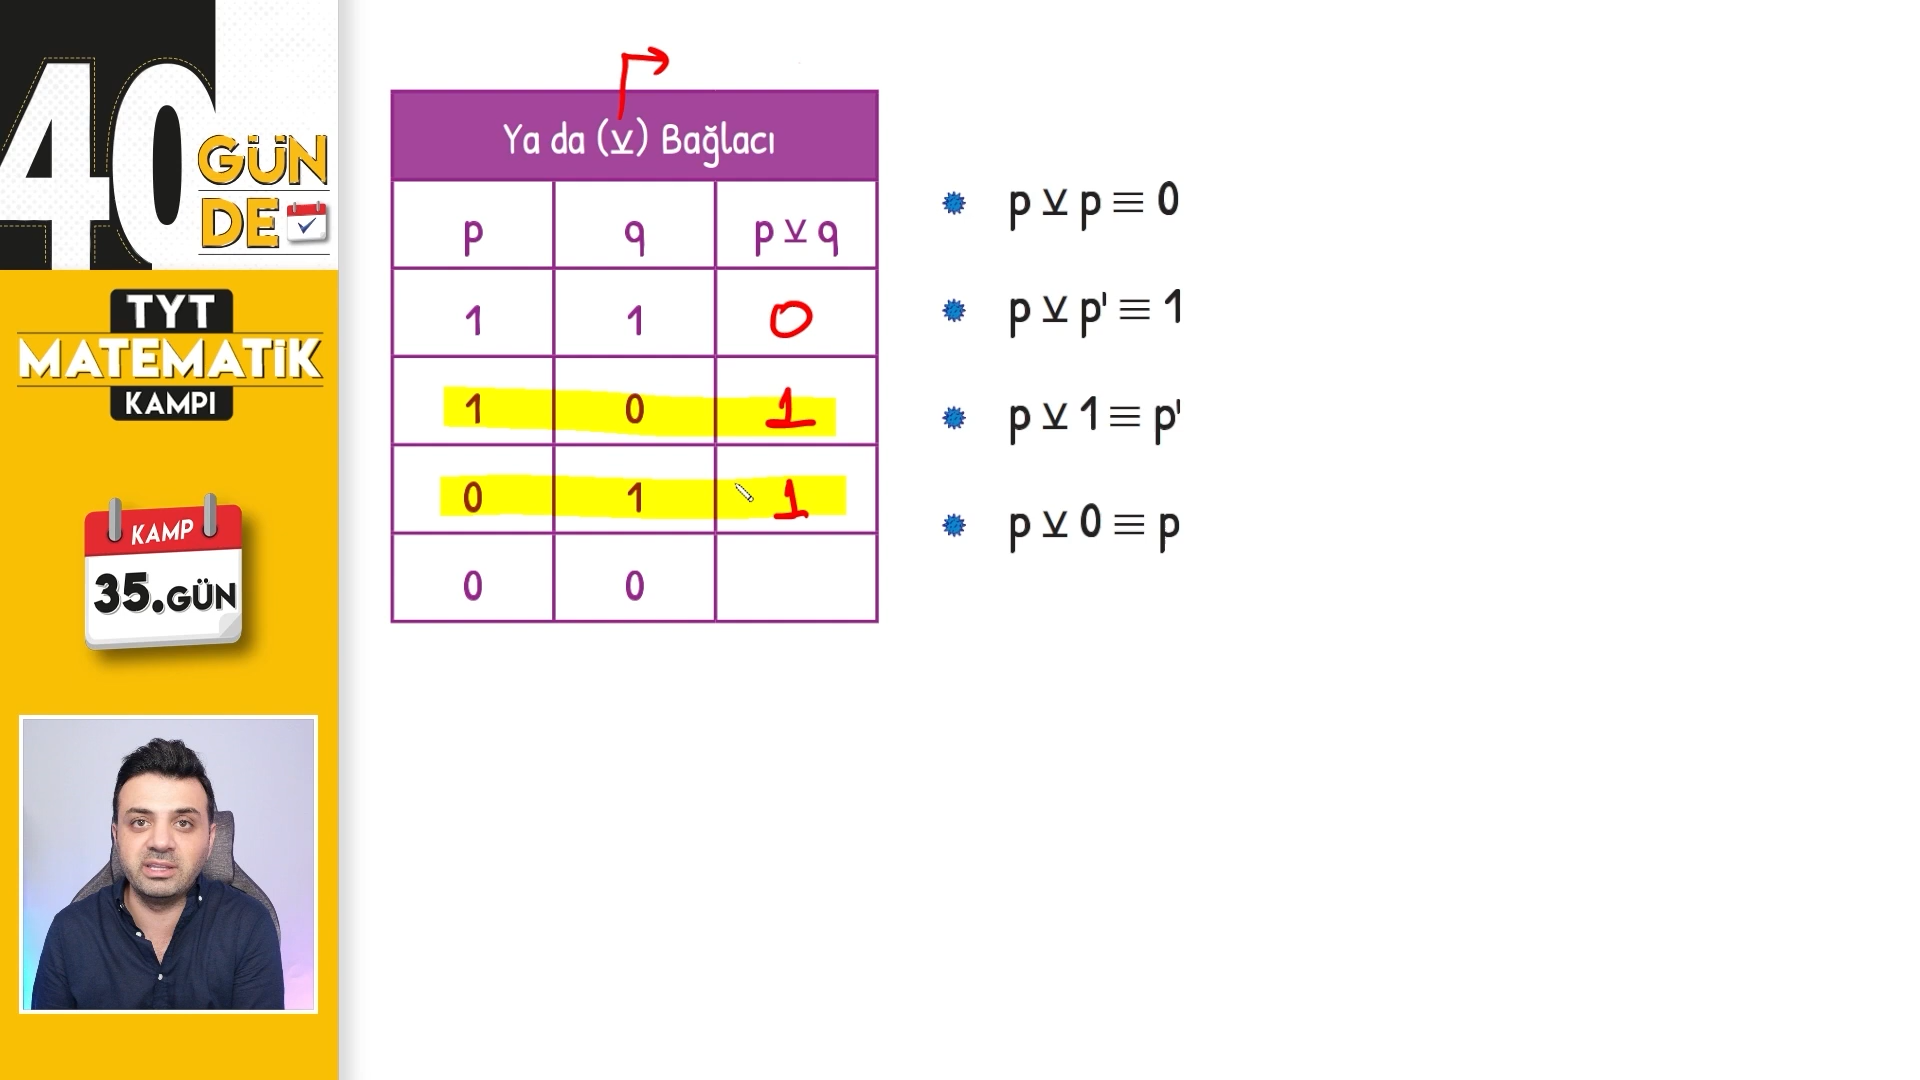 40
GÜN
DE
TYT
MATEMATİK
KAMPI
KAMP
35.GÜN
Ya da (⊻) Bağlacı
p q p ⊻ q
1 1 0
1 0 1
0 1 1
0 0
p ⊻ p ≡ 0
p ⊻ p' ≡ 1
p ⊻ 1 ≡ p'
p ⊻ 0 ≡ p